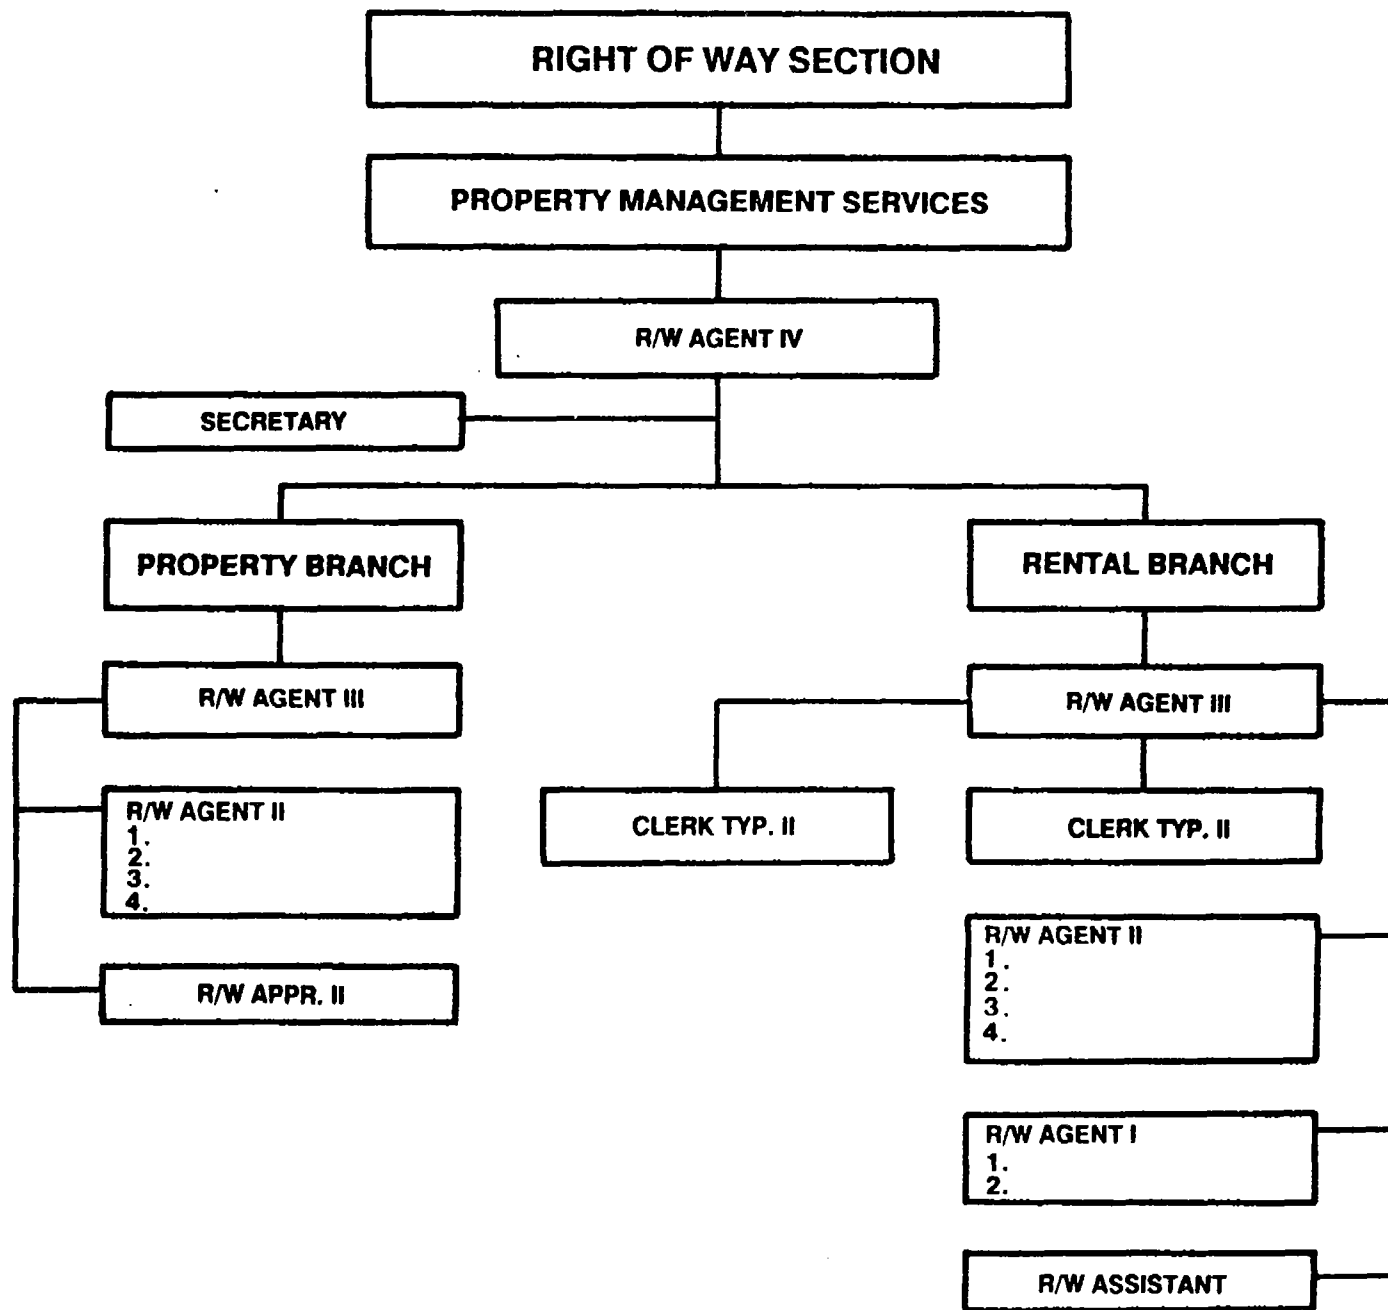 RIGHT OF WAY SECTION
PROPERTY MANAGEMENT SERVICES
R/W AGENT IV
SECRETARY
PROPERTY BRANCH
RENTAL BRANCH
R/W AGENT III
R/W AGENT III
R/W AGENT II
1.
2.
3.
4.
CLERK TYP. II
CLERK TYP. II
R/W APPR. II
R/W AGENT II
1.
2.
3.
4.
R/W AGENT I
1.
2.
R/W ASSISTANT